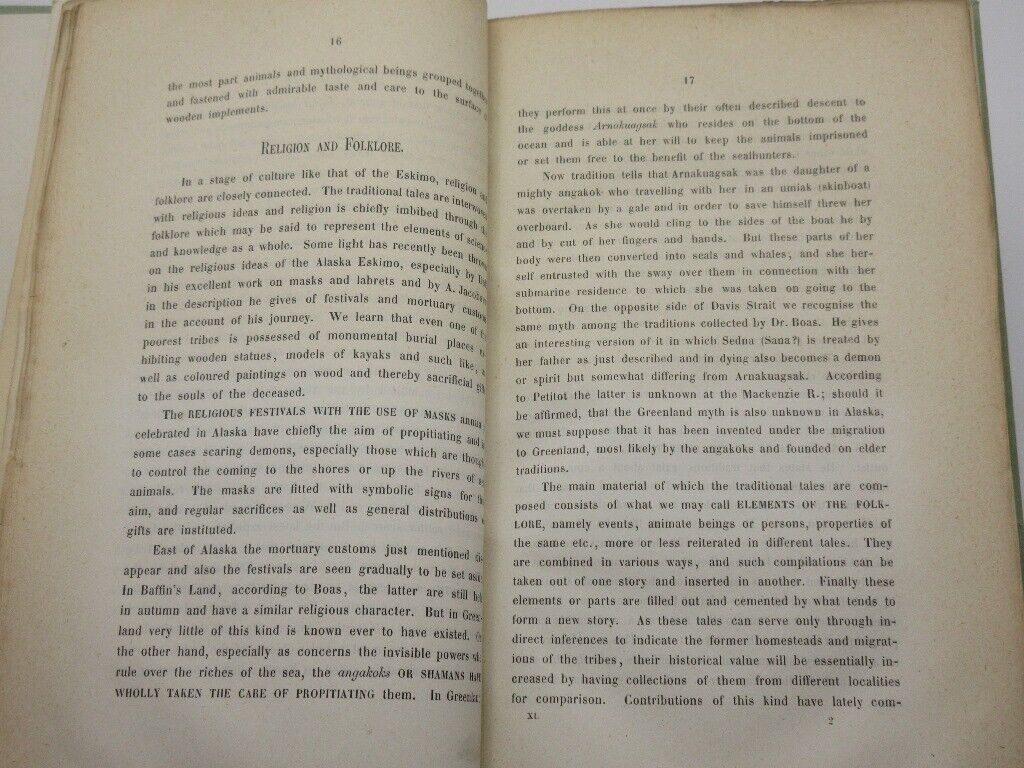 16
the most part animals and mythological beings grouped together
and fastened with admirable taste and care to the surface of
wooden implements.
RELIGION AND FOLKLORE.
In a stage of culture like that of the Eskimo, religion and
folklore are closely connected. The traditional tales are interwoven
with religious ideas and religion is chiefly imbibed through the
folklore which may be said to represent the elements of science
and knowledge as a whole. Some light has recently been thrown
on the religious ideas of the Alaska Eskimo, especially by
in his excellent work on masks and labrets and by A. Jacobsen
in the description he gives of festivals and mortuary customs
in the account of his journey. We learn that even one of the
poorest tribes is possessed of monumental burial places
hibiting wooden statues, models of kayaks and such like,
well as coloured paintings on wood and thereby sacrificial gifts
to the souls of the deceased.
The RELIGIOUS FESTIVALS WITH THE USE OF MASKS annu-
celebrated in Alaska have chiefly the aim of propitiating and
some cases scaring demons, especially those which are thought
to control the coming to the shores or up the rivers of
animals. The masks are fitted with symbolic signs for the
aim, and regular sacrifices as well as general distributions
gifts are instituted.
East of Alaska the mortuary customs just mentioned dis-
appear and also the festivals are seen gradually to be set aside.
In Baffin's Land, according to Boas, the latter are still held
in autumn and have a similar religious character. But in Green-
land very little of this kind is known ever to have existed. On
the other hand, especially as concerns the invisible powers
rule over the riches of the sea, the angakoks OR SHAMANS HAVE
WHOLLY TAKEN THE CARE OF PROPITIATING them. In Greenland
17
they perform this at once by their often described descent to
the goddess Arnakuagsak who resides on the bottom of the
ocean and is able at her will to keep the animals imprisoned
or set them free to the benefit of the sealhunters.
Now tradition tells that Arnakuagsak was the daughter of a
mighty angakok who travelling with her in an umiak (skinboat)
was overtaken by a gale and in order to save himself threw her
overboard. As she would cling to the sides of the boat he by
and by cut of her fingers and hands. But these parts of her
body were then converted into seals and whales, and she her-
self entrusted with the sway over them in connection with her
submarine residence to which she was taken on going to the
bottom. On the opposite side of Davis Strait we recognise the
same myth among the traditions collected by Dr. Boas. He gives
an interesting version of it in which Sedna (Sana?) is treated by
her father as just described and in dying also becomes a demon
or spirit but somewhat differing from Arnakuagsak. According
to Petitot the latter is unknown at the Mackenzie R.; should it
be affirmed, that the Greenland myth is also unknown in Alaska,
we must suppose that it has been invented under the migration
to Greenland, most likely by the angakoks and founded on elder
traditions.
The main material of which the traditional tales are com-
posed consists of what we may call ELEMENTS OF THE FOLK-
LORE, namely events, animate beings or persons, properties of
the same etc., more or less reiterated in different tales. They
are combined in various ways, and such compilations can be
taken out of one story and inserted in another. Finally these
elements or parts are filled out and cemented by what tends to
form a new story. As these tales can serve only through in-
direct inferences to indicate the former homesteads and migrat-
ions of the tribes, their historical value will be essentially in-
creased by having collections of them from different localities
for comparison. Contributions of this kind have lately com-
XI. 2